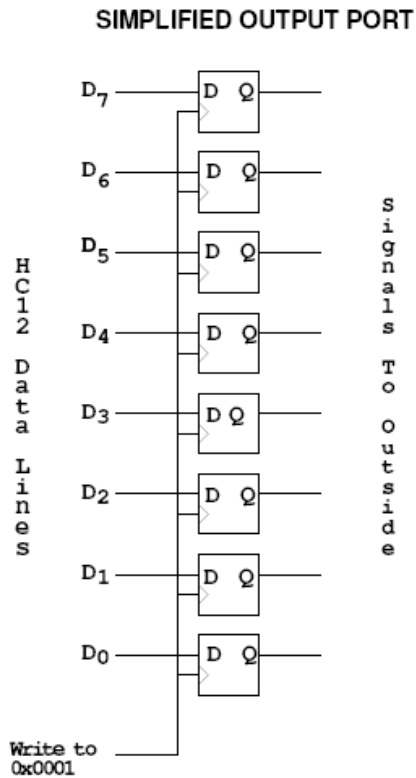 SIMPLIFIED OUTPUT PORT
D7 D Q
D6 D Q
D5 D Q
D4 D Q
D3 D Q
D2 D Q
D1 D Q
D0 D Q
HC12 Data Lines
Signals To Outside
Write to
0x0001